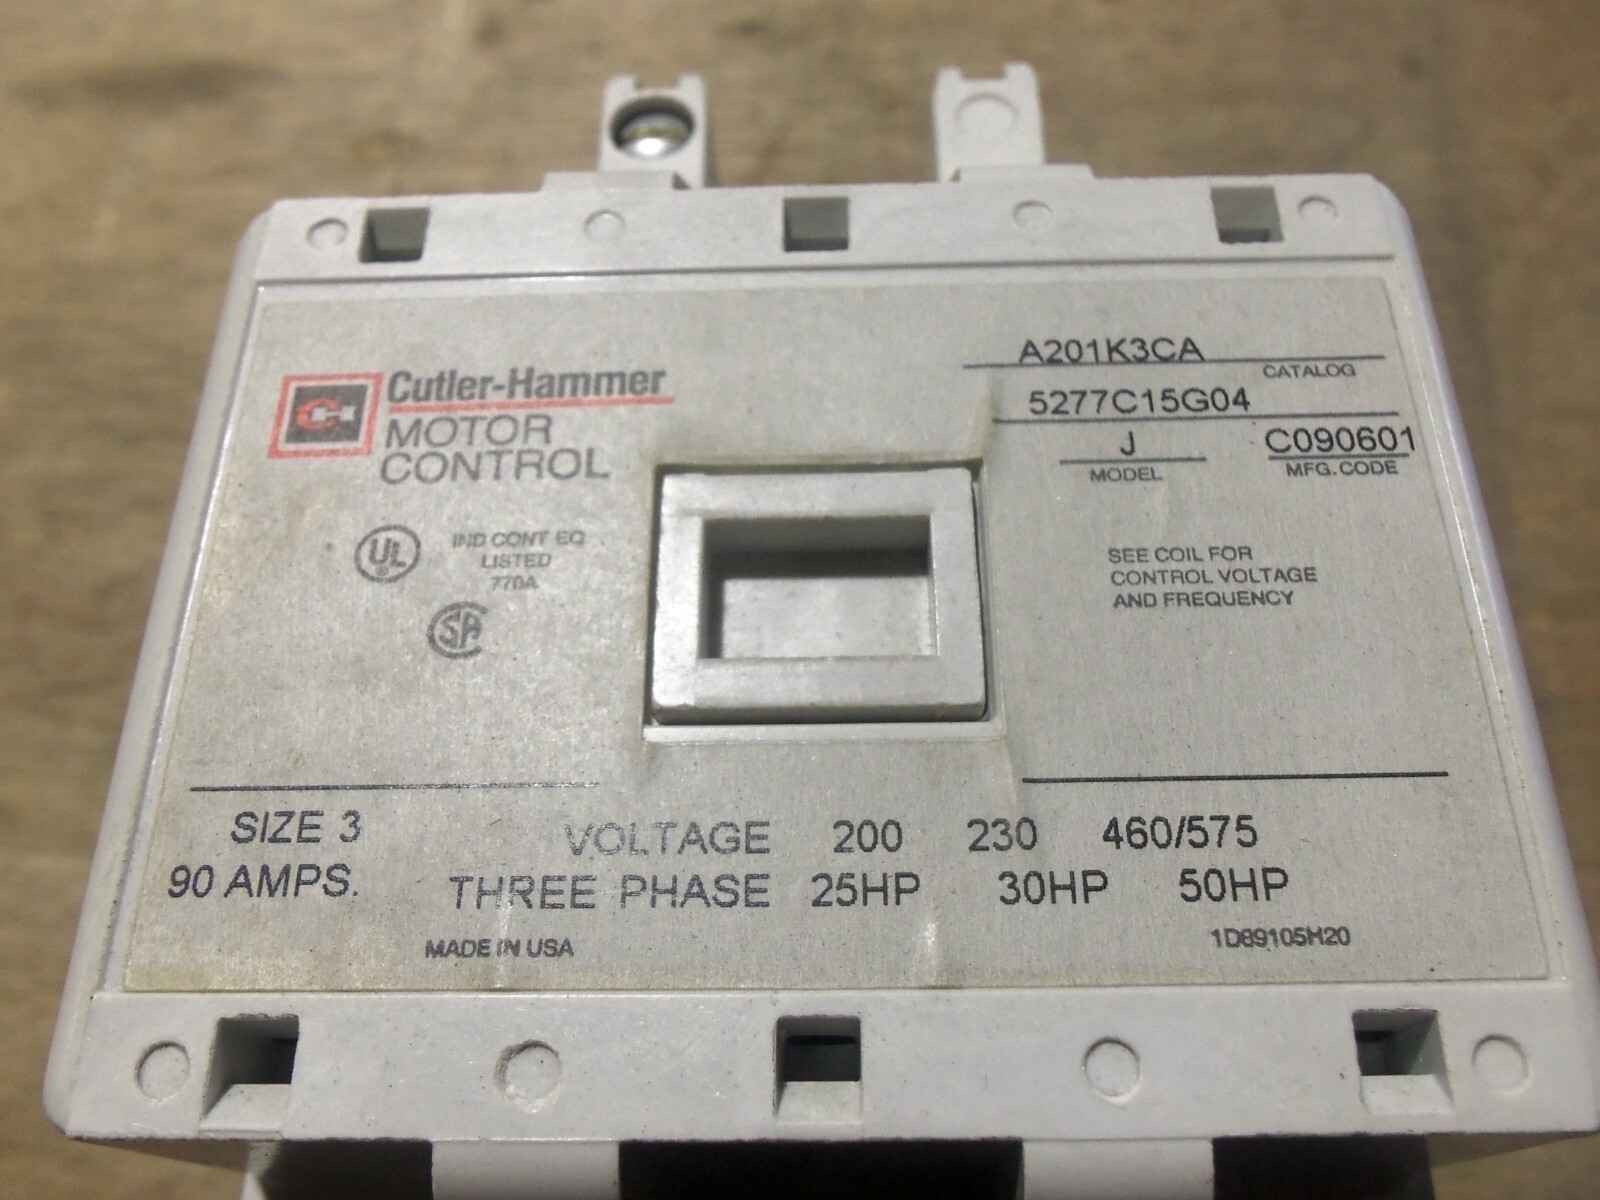 A201K3CA
CATALOG
5277C15G04
J C090601
MODEL MFG. CODE
Cutler-Hammer
MOTOR
CONTROL
UL IND CONT EQ
LISTED
770A
SA
SEE COIL FOR
CONTROL VOLTAGE
AND FREQUENCY
SIZE 3
90 AMPS.
VOLTAGE 200 230 460/575
THREE PHASE 25HP 30HP 50HP
MADE IN USA
1D89105H20